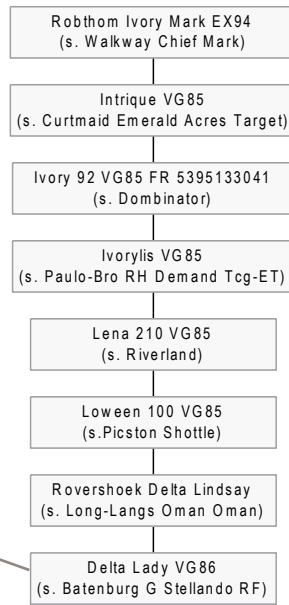 Robthom Ivory Mark EX94
(s. Walkway Chief Mark)
Intrique VG85
(s. Curtmaid Emerald Acres Target)
Ivory 92 VG85 FR 5395133041
(s. Dombinator)
Ivorylis VG85
(s. Paulo-Bro RH Demand Tcg-ET)
Lena 210 VG85
(s. Riverland)
Loween 100 VG85
(s.Picston Shottle)
Rovershoek Delta Lindsay
(s. Long-Langs Oman Oman)
Delta Lady VG86
(s. Batenburg G Stellando RF)